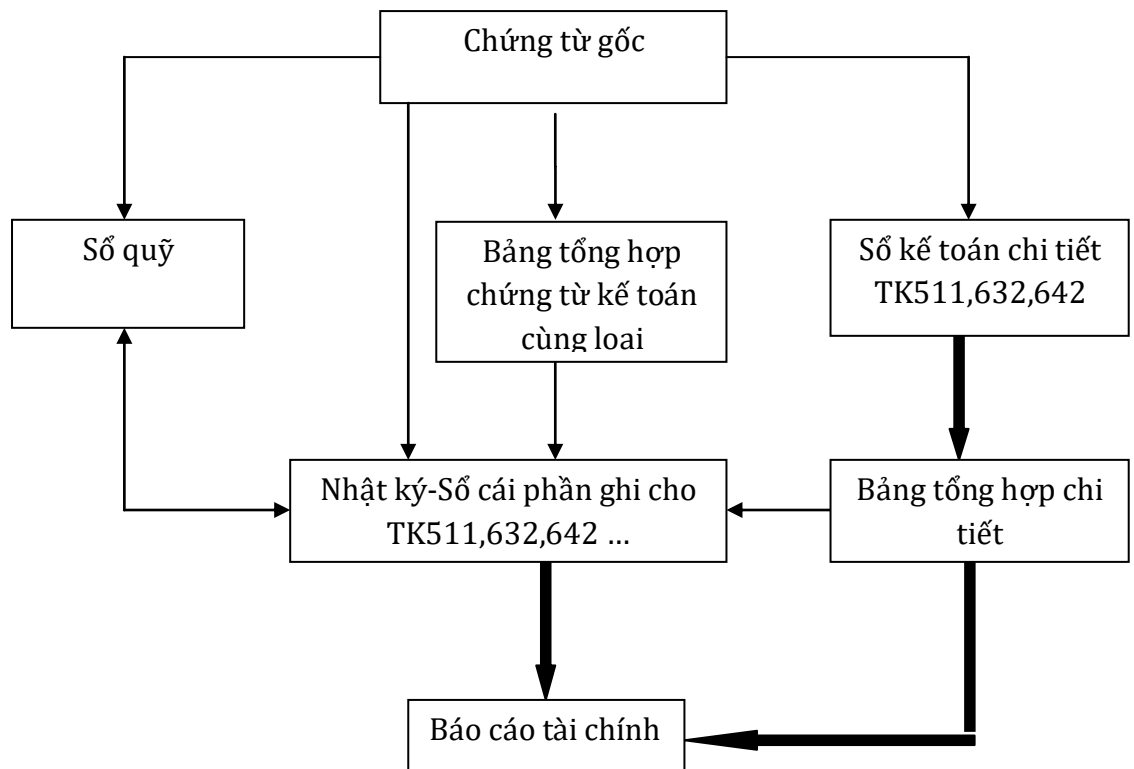 Chứng từ gốc
Sổ quỹ
Bảng tổng hợp
chứng từ kế toán
cùng loai
Sổ kế toán chi tiết
TK511,632,642
Nhật ký-Sổ cái phần ghi cho
TK511,632,642 ...
Bảng tổng hợp chi
tiết
Báo cáo tài chính